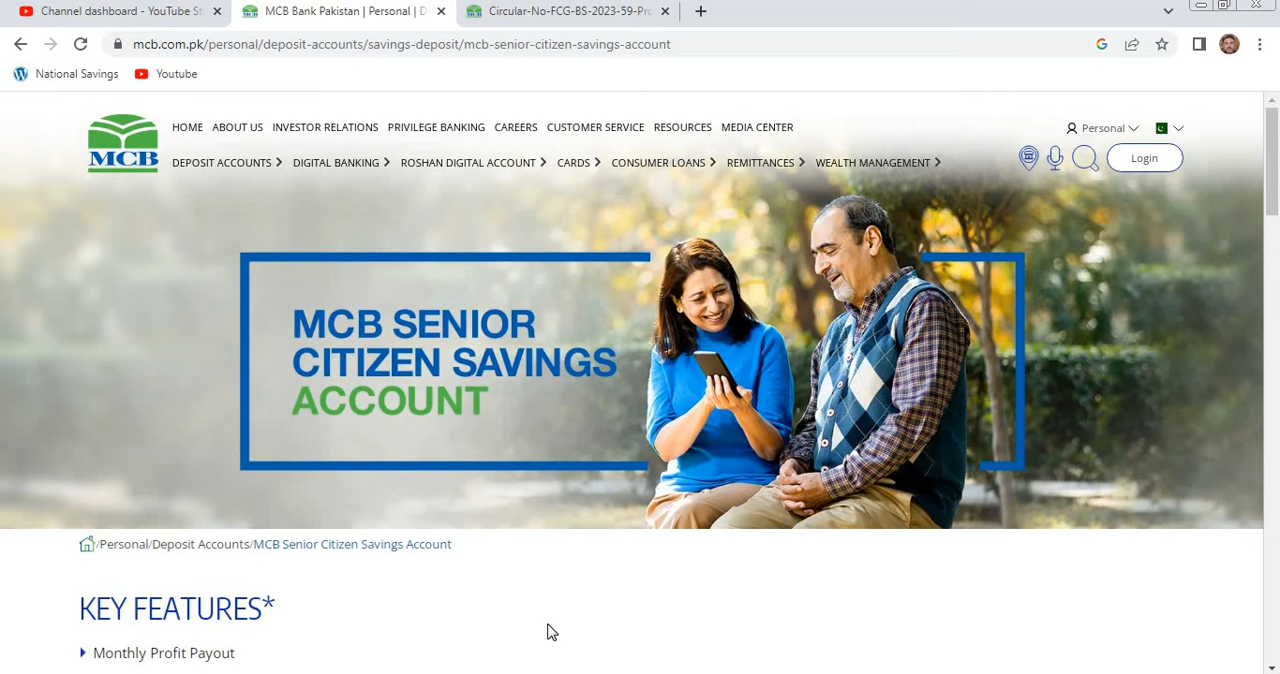 Channel dashboard - YouTube St
MCB Bank Pakistan | Personal | D
Circular-No-FCG-BS-2023-59-Pro
mcb.com.pk/personal/deposit-accounts/savings-deposit/mcb-senior-citizen-savings-account
National Savings
Youtube
MCB
HOME ABOUT US INVESTOR RELATIONS PRIVILEGE BANKING CAREERS CUSTOMER SERVICE RESOURCES MEDIA CENTER
Personal
DEPOSIT ACCOUNTS DIGITAL BANKING ROSHAN DIGITAL ACCOUNT CARDS CONSUMER LOANS REMITTANCES WEALTH MANAGEMENT
Login
MCB SENIOR
CITIZEN SAVINGS
ACCOUNT
/Personal/Deposit Accounts/MCB Senior Citizen Savings Account
KEY FEATURES*
Monthly Profit Payout